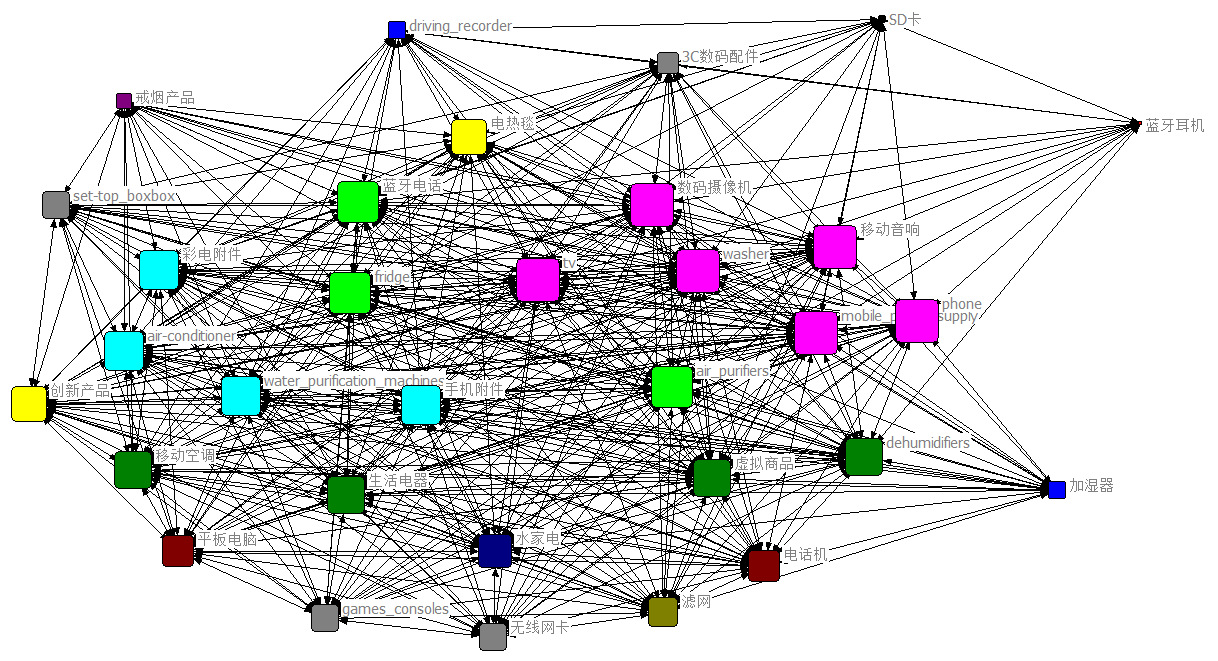 SD卡
driving_recorder
3C数码配件
戒烟产品
电热毯
蓝牙耳机
蓝牙电话
数码摄像机
set-top_boxbox
移动音响
彩电附件
washer
tv
fridge
phone
mobile_p
supply
air-conditioner
air_purifiers
water_purification_machines
手机附件
创新产品
dehumidifiers
移动空调
虚拟商品
生活电器
加湿器
平板电脑
水家电
电话机
滤网
games_consoles
无线网卡